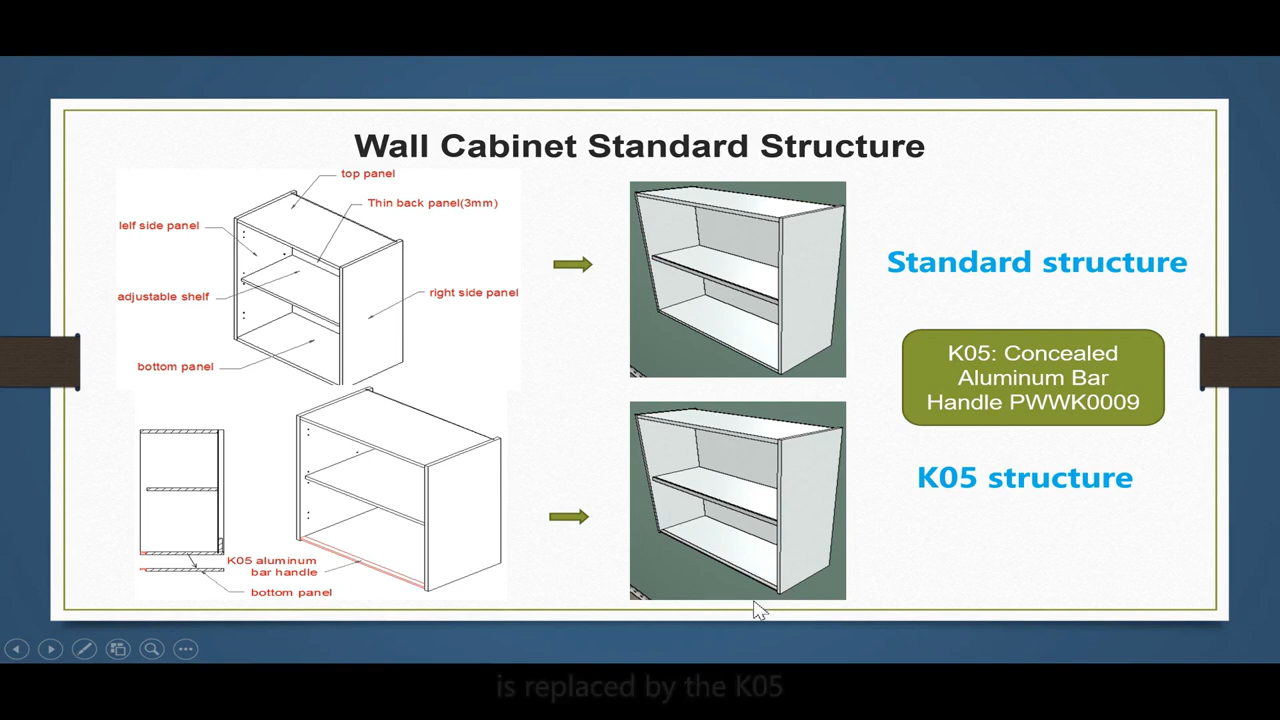 Wall Cabinet Standard Structure
top panel
Thin back panel(3mm)
lelf side panel
adjustable shelf
right side panel
bottom panel
Standard structure
K05: Concealed
Aluminum Bar
Handle PWWK0009
K05 aluminum
bar handle
bottom panel
K05 structure
is replaced by the K05